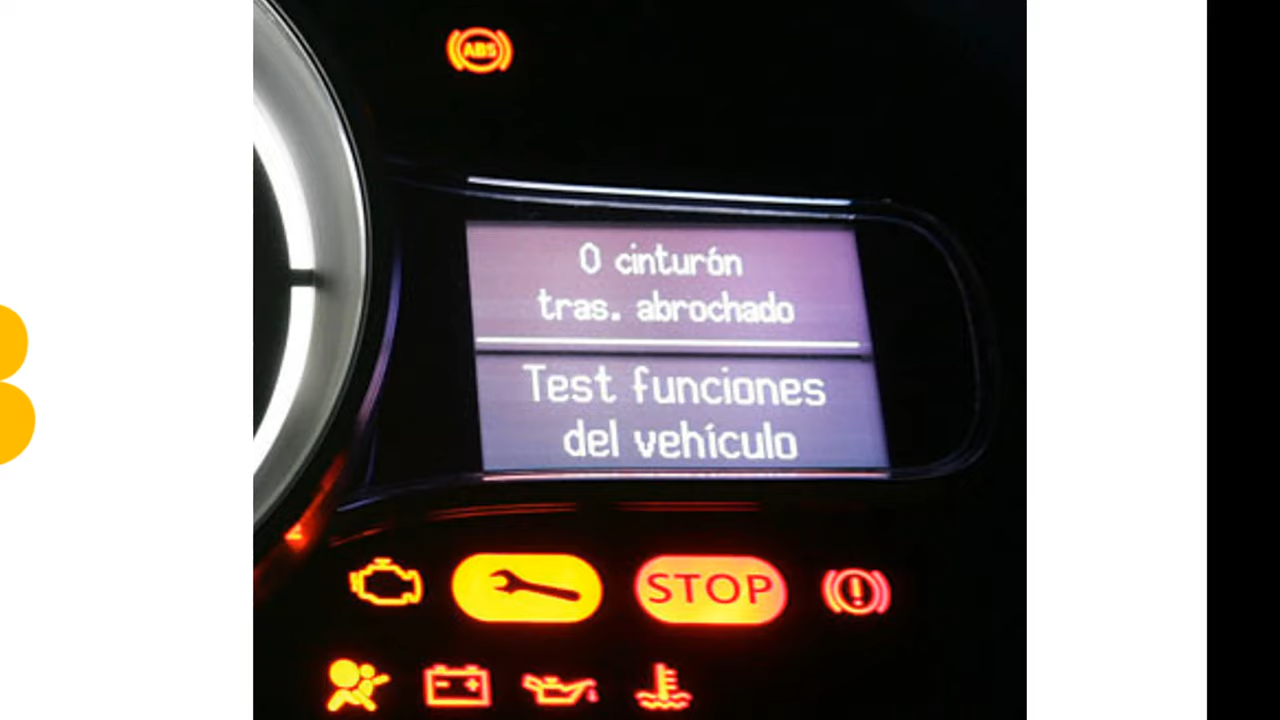 ABS
0 cinturón
tras. abrochado
Test funciones
del vehículo
STOP